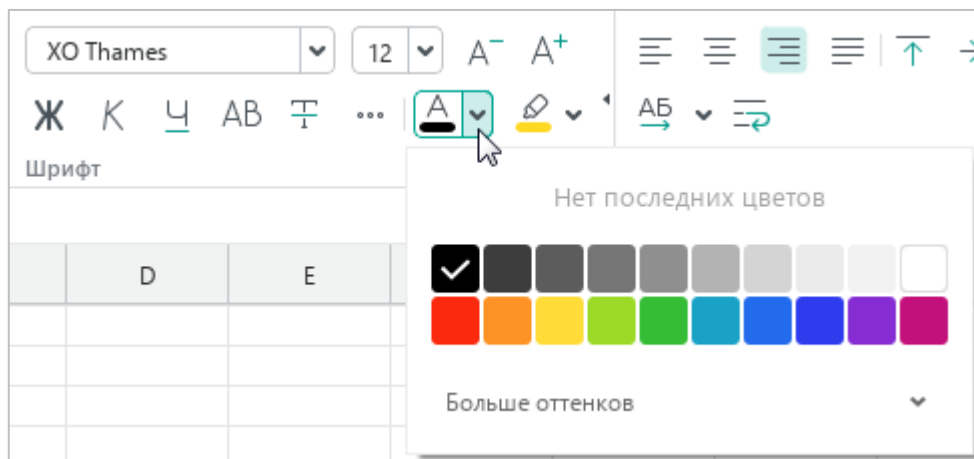 XO Thames 12 A− A+
Ж К Ч АВ Т А АБ
Шрифт
Нет последних цветов
D E
Больше оттенков